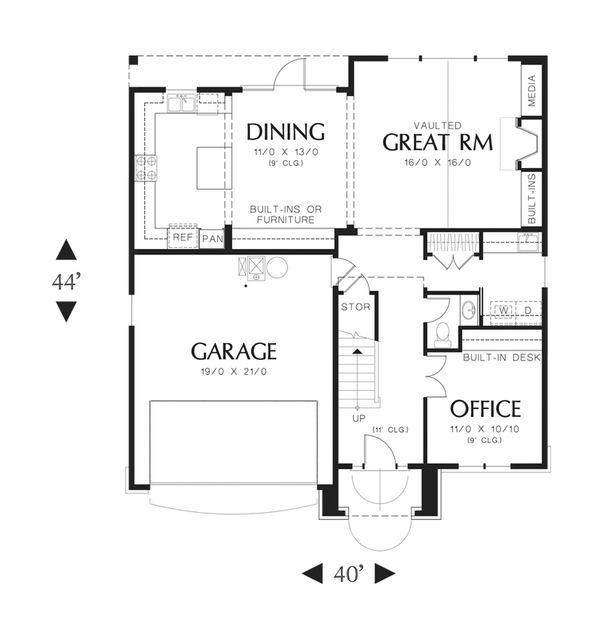 MEDIA
DINING
11/0 X 13/0
(9' CLG.)
VAULTED
GREAT RM
16/0 X 16/0
BUILT-INS
BUILT-INS OR
FURNITURE
REF
PAN
44'
STOR
W D
GARAGE
19/0 X 21/0
BUILT-IN DESK
OFFICE
11/0 X 10/10
(9' CLG.)
UP
(11' CLG.)
40'